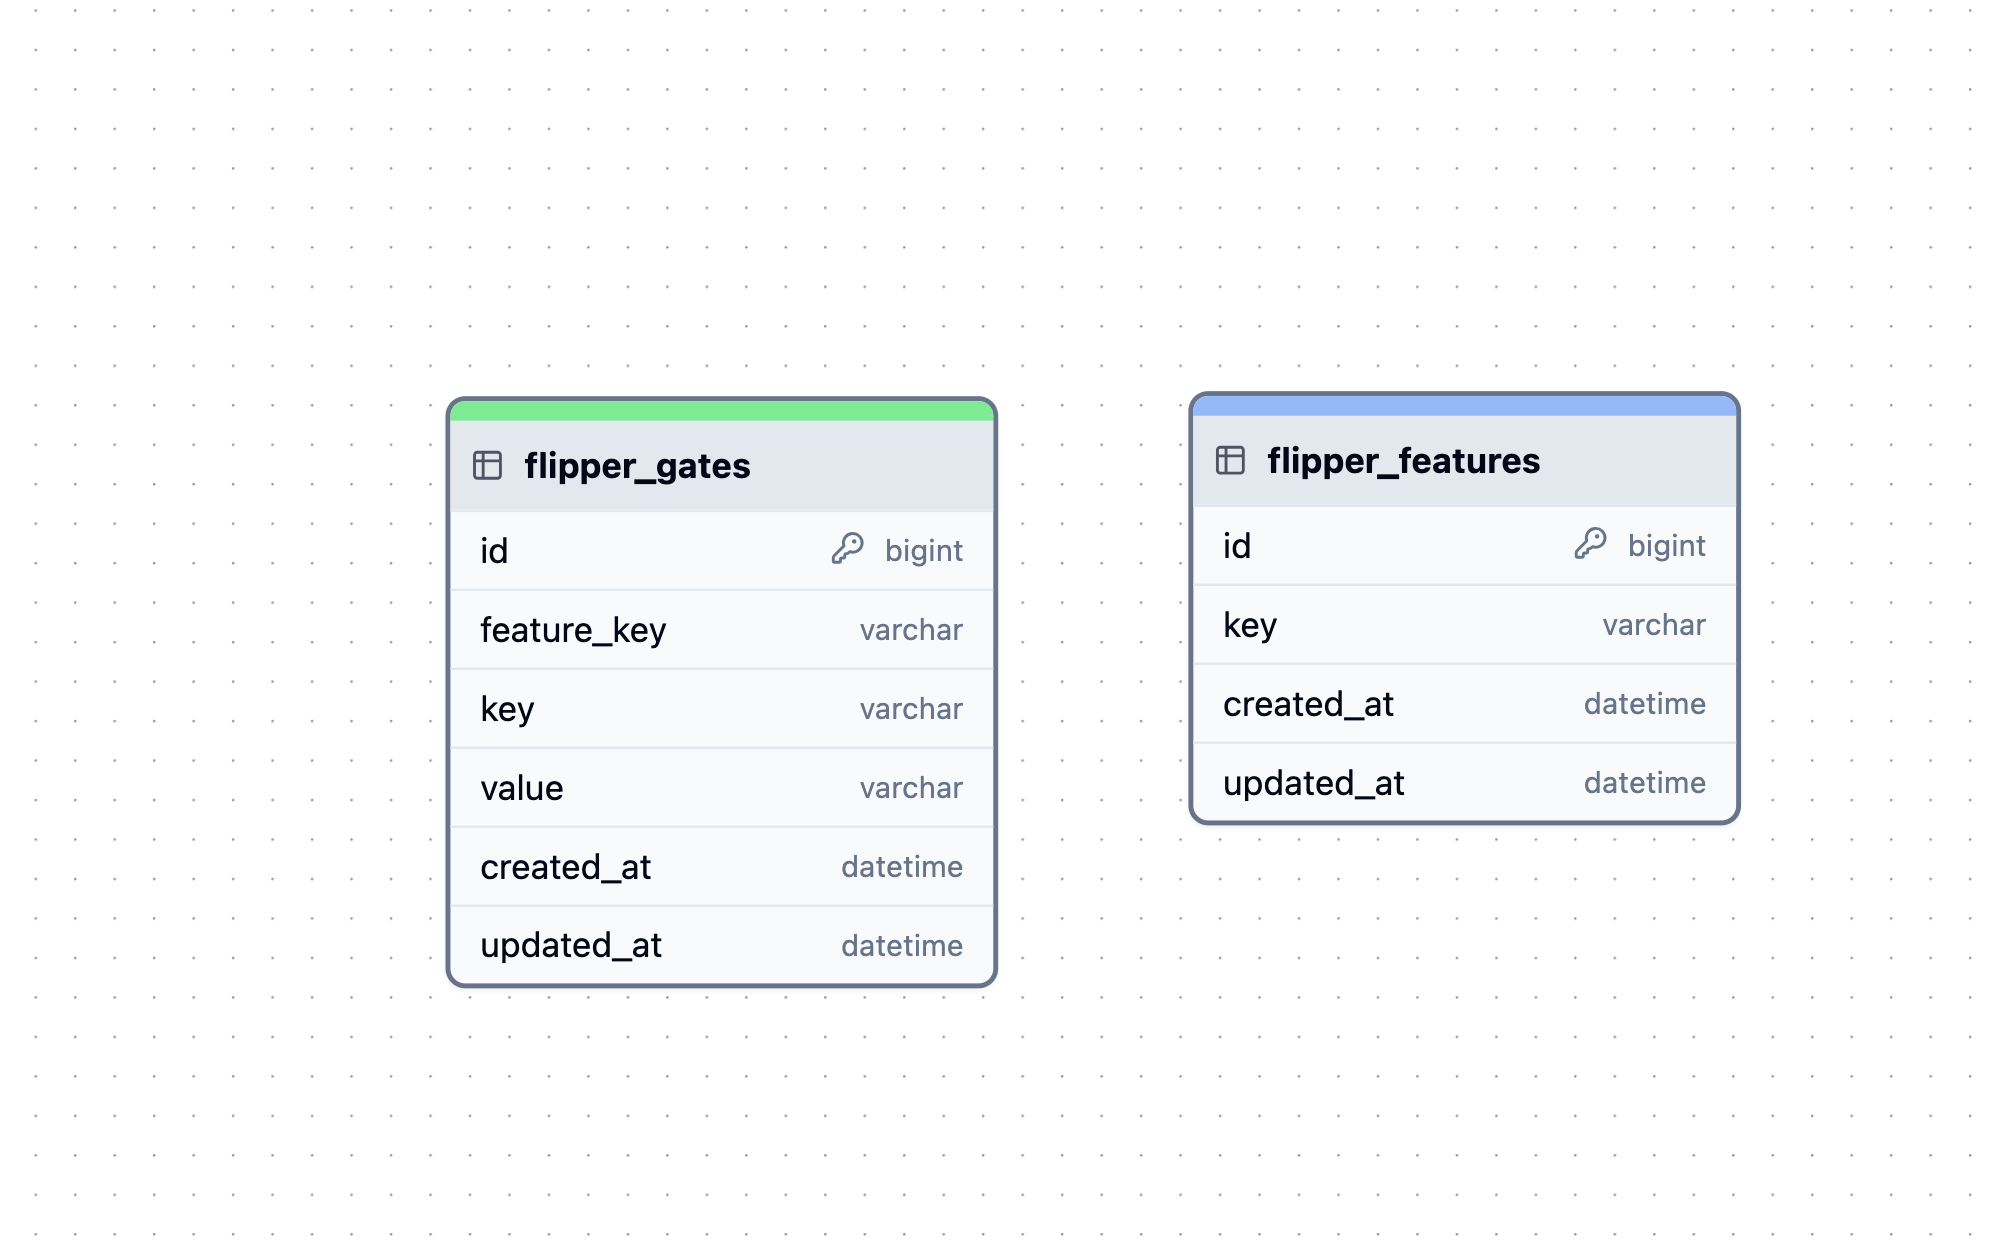 flipper_gates
id bigint
feature_key varchar
key varchar
value varchar
created_at datetime
updated_at datetime
flipper_features
id bigint
key varchar
created_at datetime
updated_at datetime